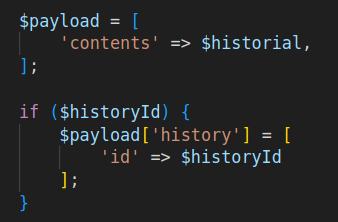 $payload = [
    'contents' => $historial,
];

if ($historyId) {
    $payload['history'] = [
        'id' => $historyId
    ];
}